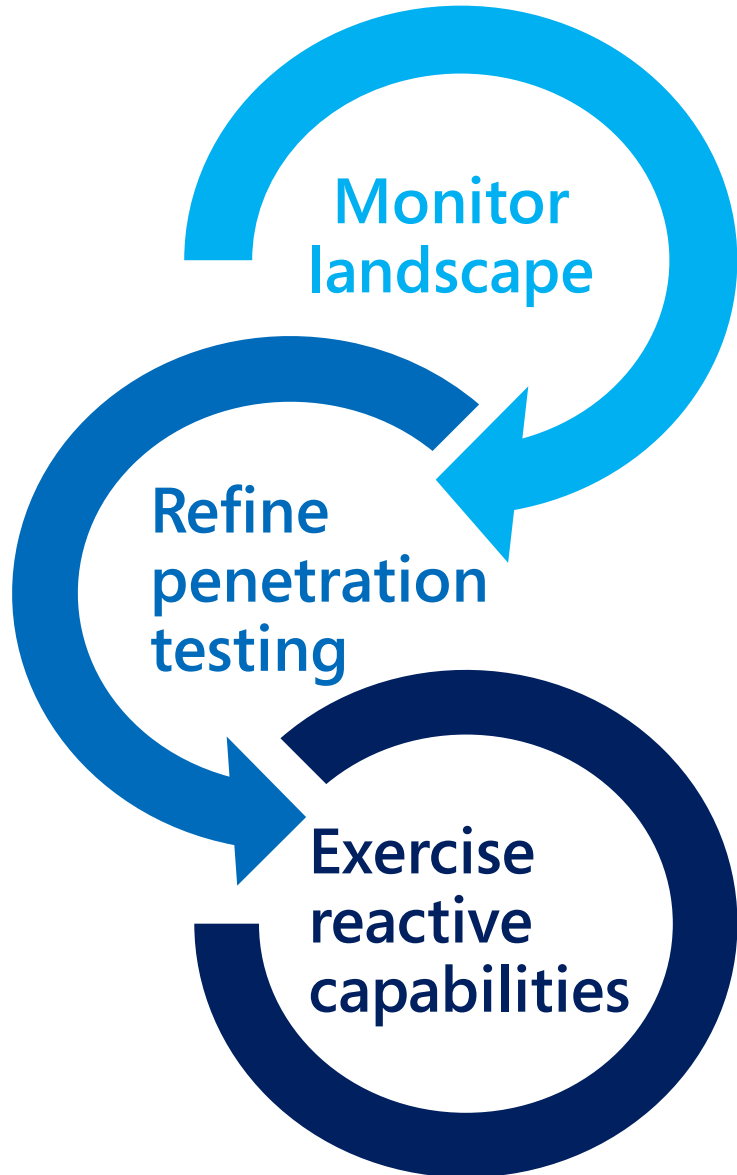 Monitor
landscape
Refine
penetration
testing
Exercise
reactive
capabilities